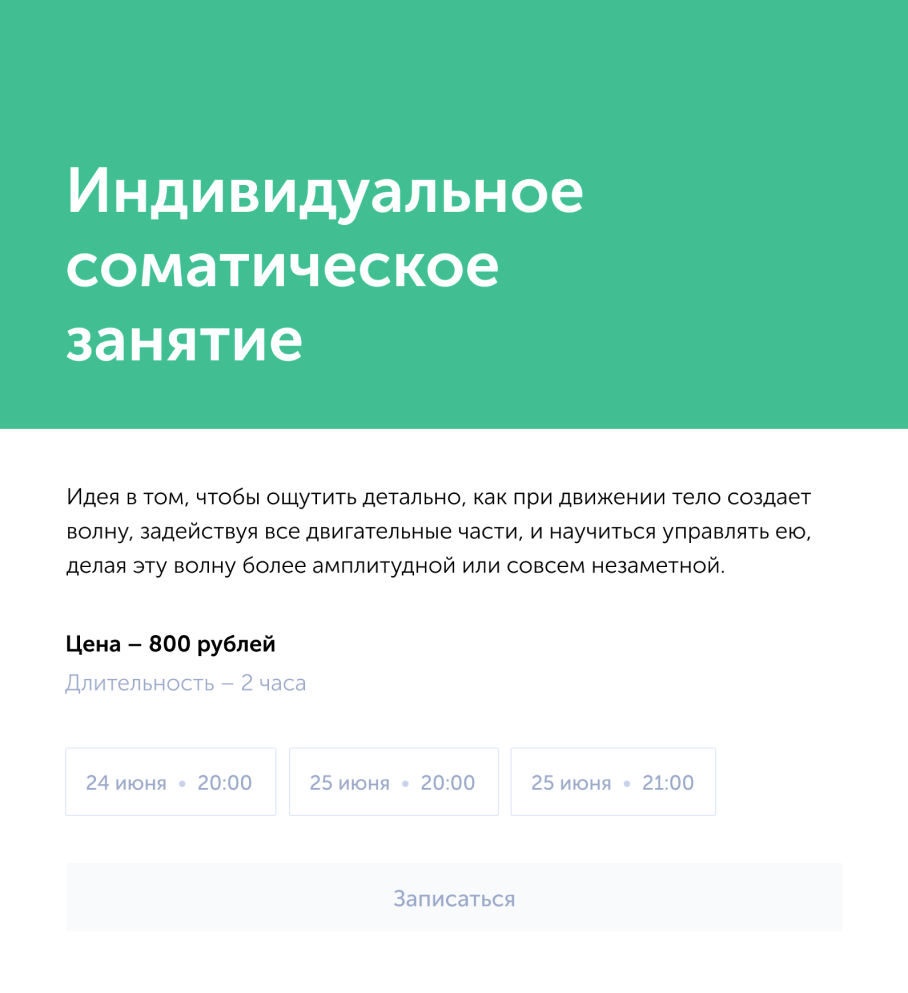 Индивидуальное
соматическое
занятие
Идея в том, чтобы ощутить детально, как при движении тело создает
волну, задействуя все двигательные части, и научиться управлять ею,
делая эту волну более амплитудной или совсем незаметной.
Цена – 800 рублей
Длительность – 2 часа
24 июня • 20:00 25 июня • 20:00 25 июня • 21:00
Записаться